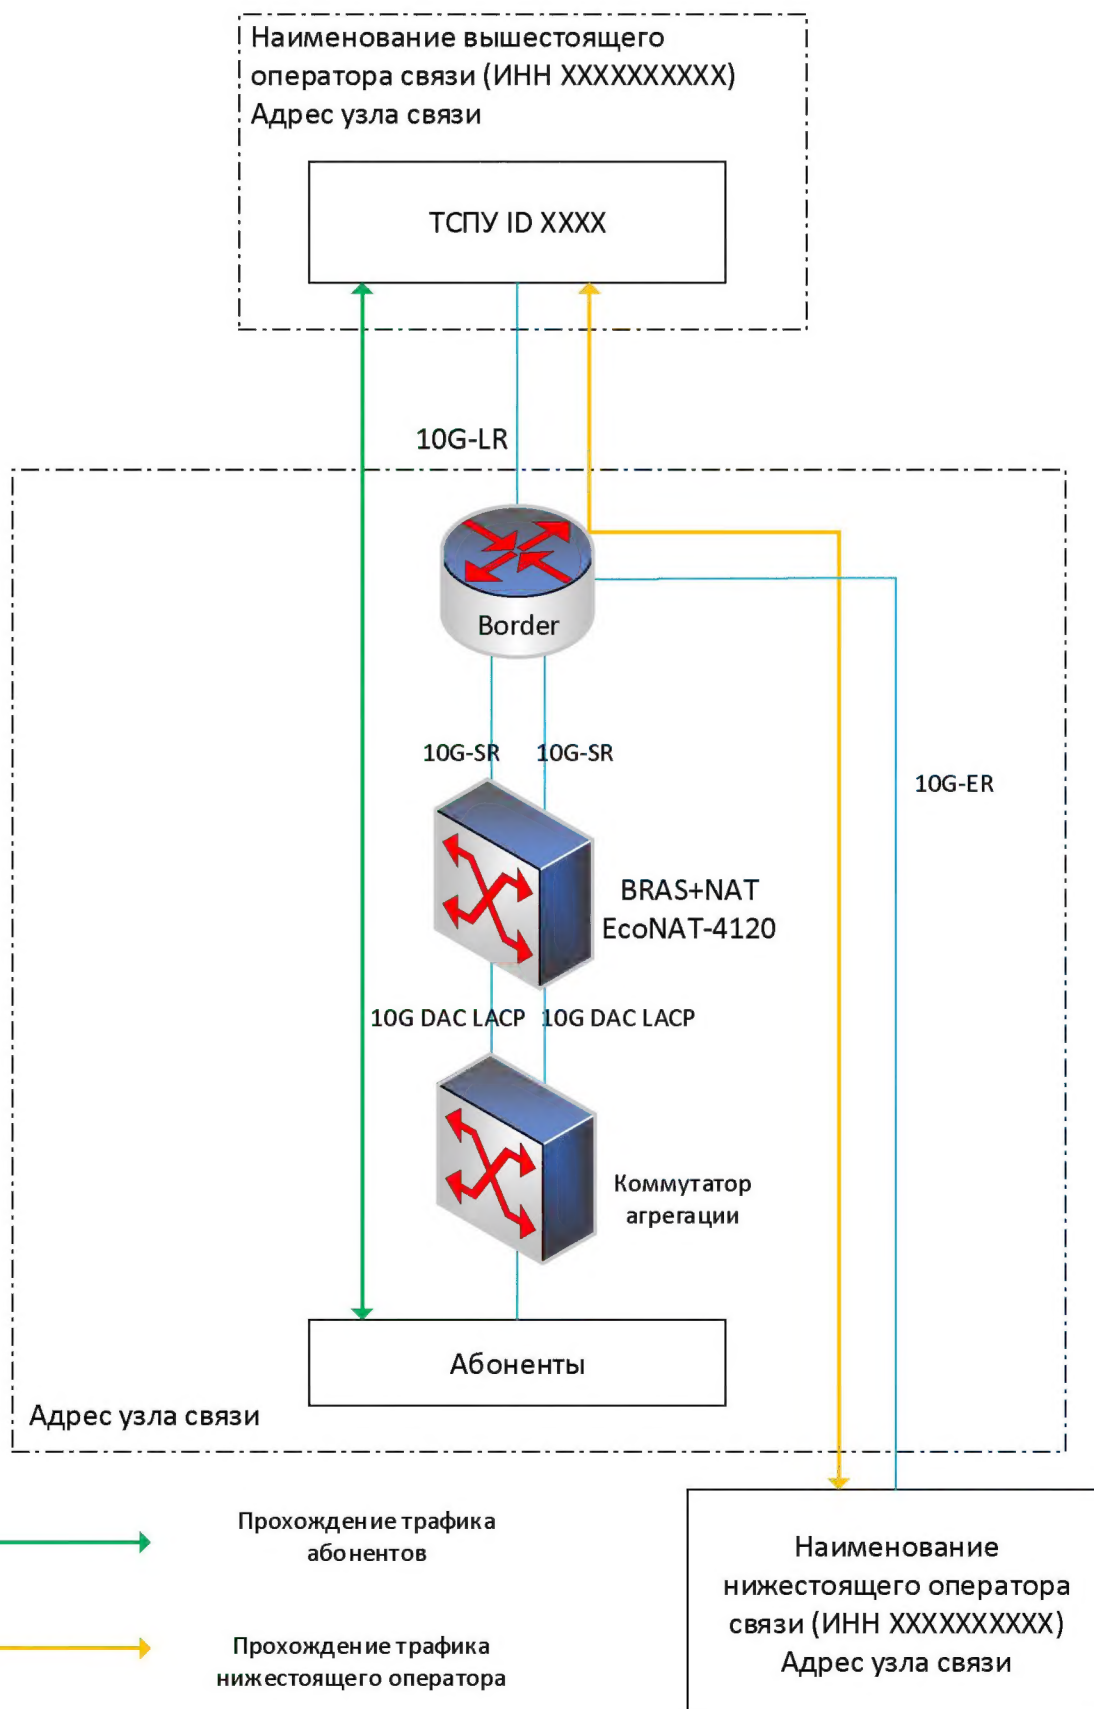 Наименование вышестоящего
оператора связи (ИНН XXXXXXXXXX)
Адрес узла связи
ТСПУ ID XXXX
10G-LR
Border
10G-SR
10G-SR
10G-ER
BRAS+NAT
EcoNAT-4120
10G DAC LACP
10G DAC LACP
Коммутатор
агрегации
Абоненты
Адрес узла связи
Прохождение трафика
абонентов
Прохождение трафика
нижестоящего оператора
Наименование
нижестоящего оператора
связи (ИНН XXXXXXXXXX)
Адрес узла связи